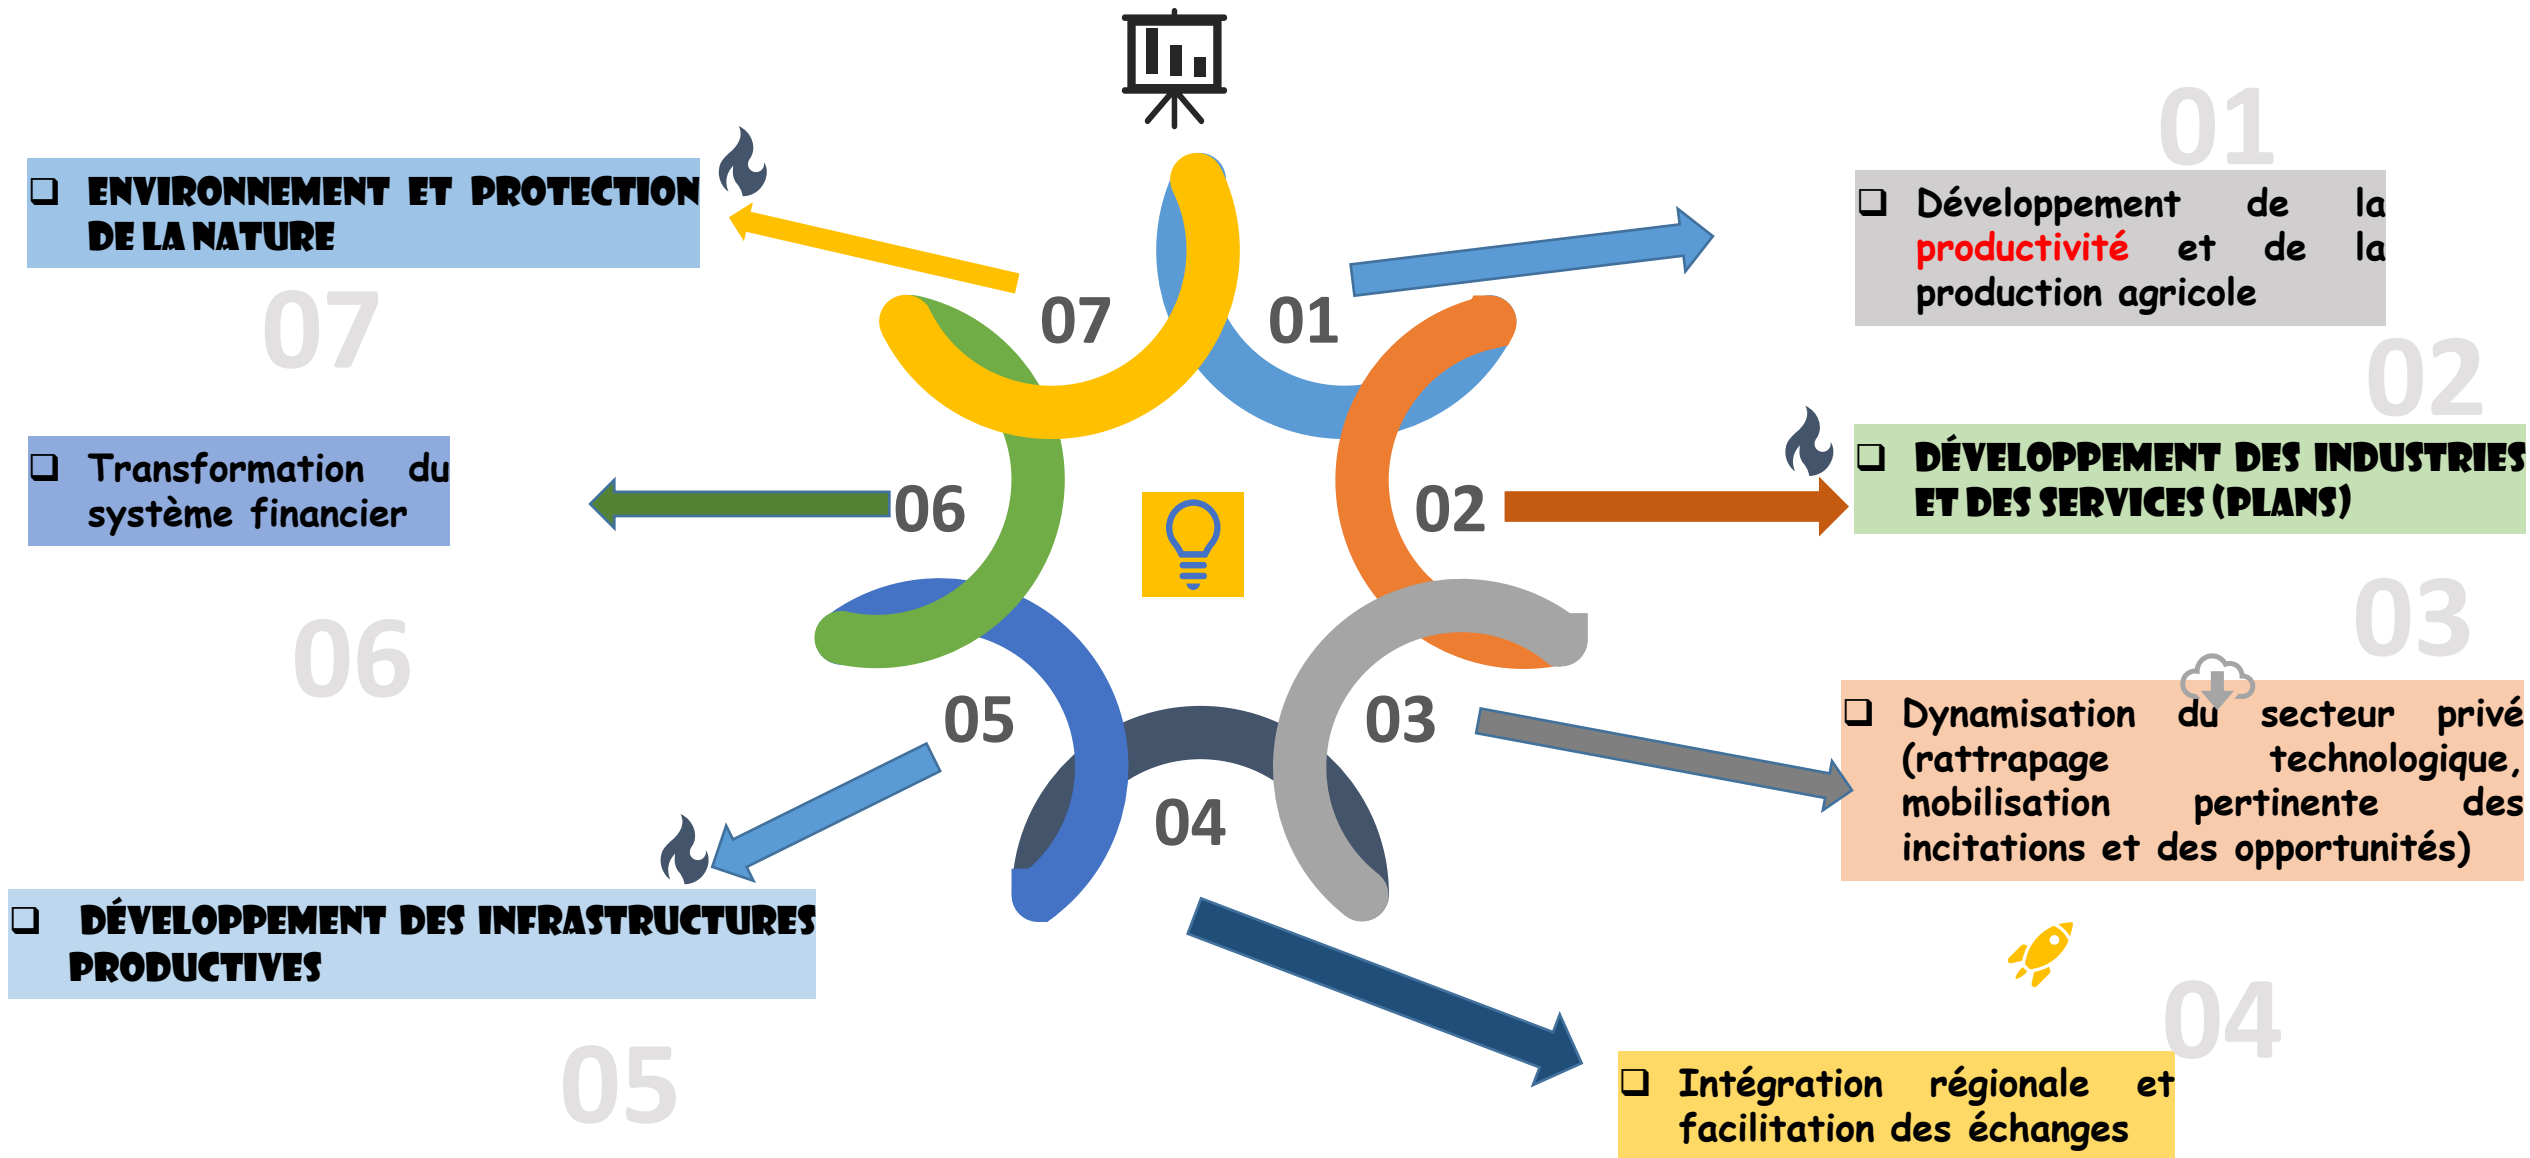 01
❑ Développement de la
productivité et de la
production agricole
02
❑ DÉVELOPPEMENT DES INDUSTRIES
ET DES SERVICES (PLANS)
03
❑ Dynamisation du secteur privé
(rattrapage technologique,
mobilisation pertinente des
incitations et des opportunités)
04
❑ Intégration régionale et
facilitation des échanges
❑ DÉVELOPPEMENT DES INFRASTRUCTURES
PRODUCTIVES
05
❑ Transformation du
système financier
06
❑ ENVIRONNEMENT ET PROTECTION
DE LA NATURE
07
07
01
06
02
05
03
04